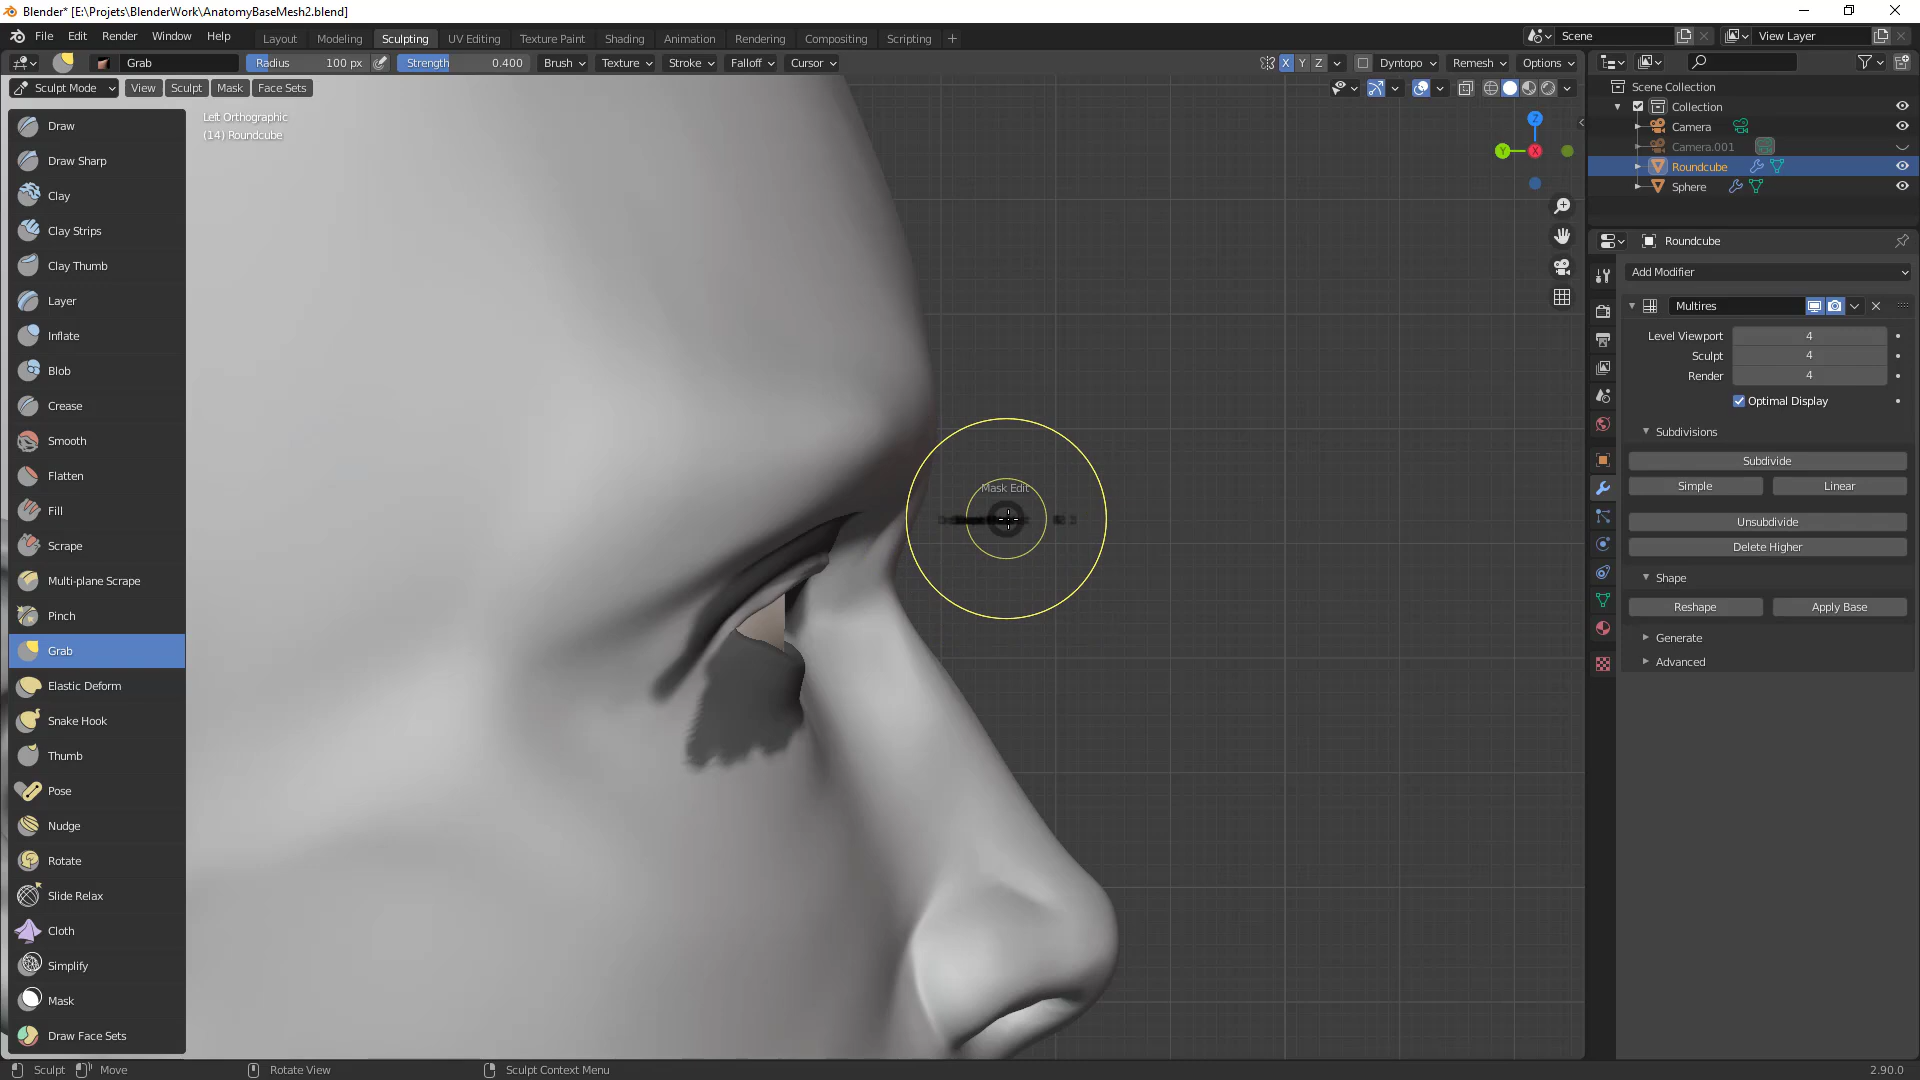 Blender* [E:\Projets\BlenderWork\AnatomyBaseMesh2.blend]
File Edit Render Window Help Layout Modeling Sculpting UV Editing Texture Paint Shading Animation Rendering Compositing Scripting + Scene View Layer
Grab Radius 100 px Strength 0.400 Brush Texture Stroke Falloff Cursor X Y Z Dyntopo Remesh Options
Sculpt Mode View Sculpt Mask Face Sets
Left Orthographic
(14) Roundcube
Draw
Draw Sharp
Clay
Clay Strips
Clay Thumb
Layer
Inflate
Blob
Crease
Smooth
Flatten
Fill
Scrape
Multi-plane Scrape
Pinch
Grab
Elastic Deform
Snake Hook
Thumb
Pose
Nudge
Rotate
Slide Relax
Cloth
Simplify
Mask
Draw Face Sets
Mask Edit
Z
Y X
Scene Collection
Collection
Camera
Camera.001
Roundcube
Sphere
Roundcube
Add Modifier
Multires
Level Viewport 4
Sculpt 4
Render 4
Optimal Display
Subdivisions
Subdivide
Simple Linear
Unsubdivide
Delete Higher
Shape
Reshape Apply Base
Generate
Advanced
Sculpt Move Rotate View Sculpt Context Menu 2.90.0